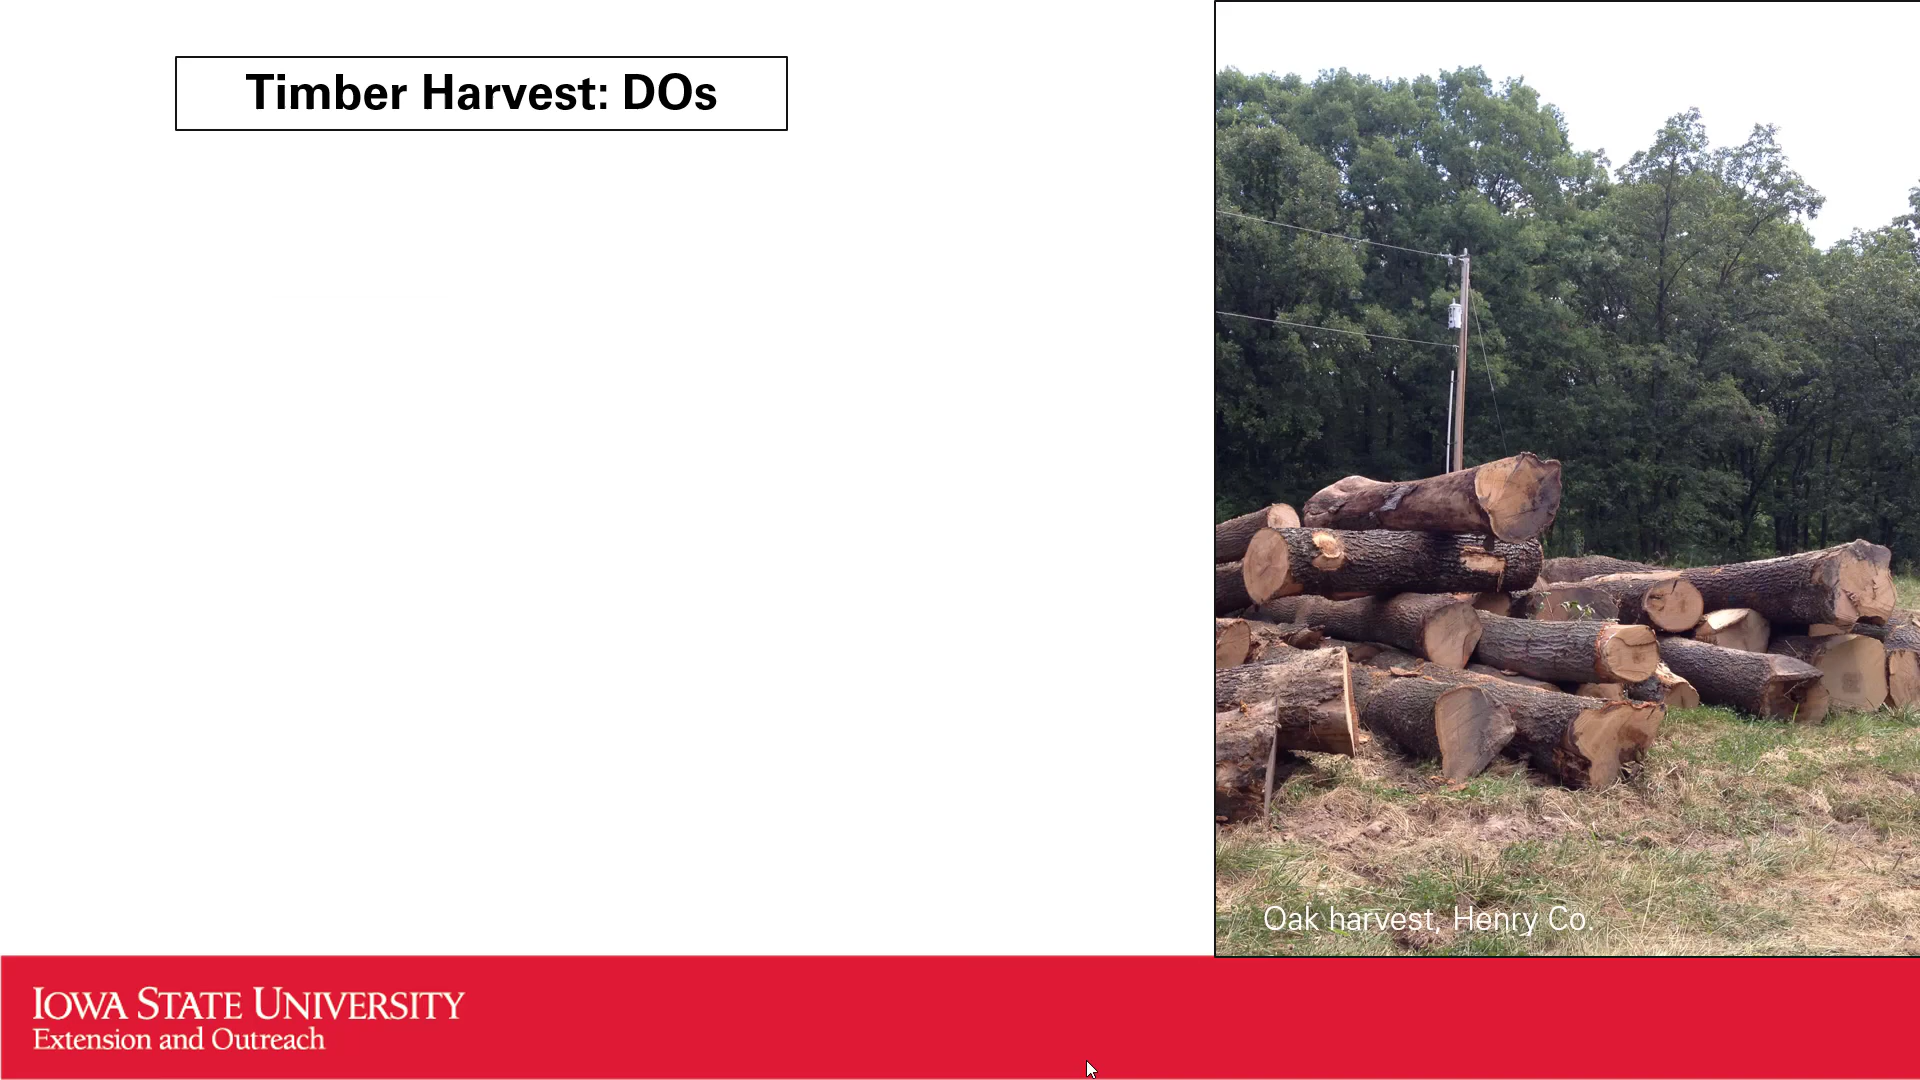 Timber Harvest: DOs
Oak harvest, Henry Co.
IOWA STATE UNIVERSITY
Extension and Outreach